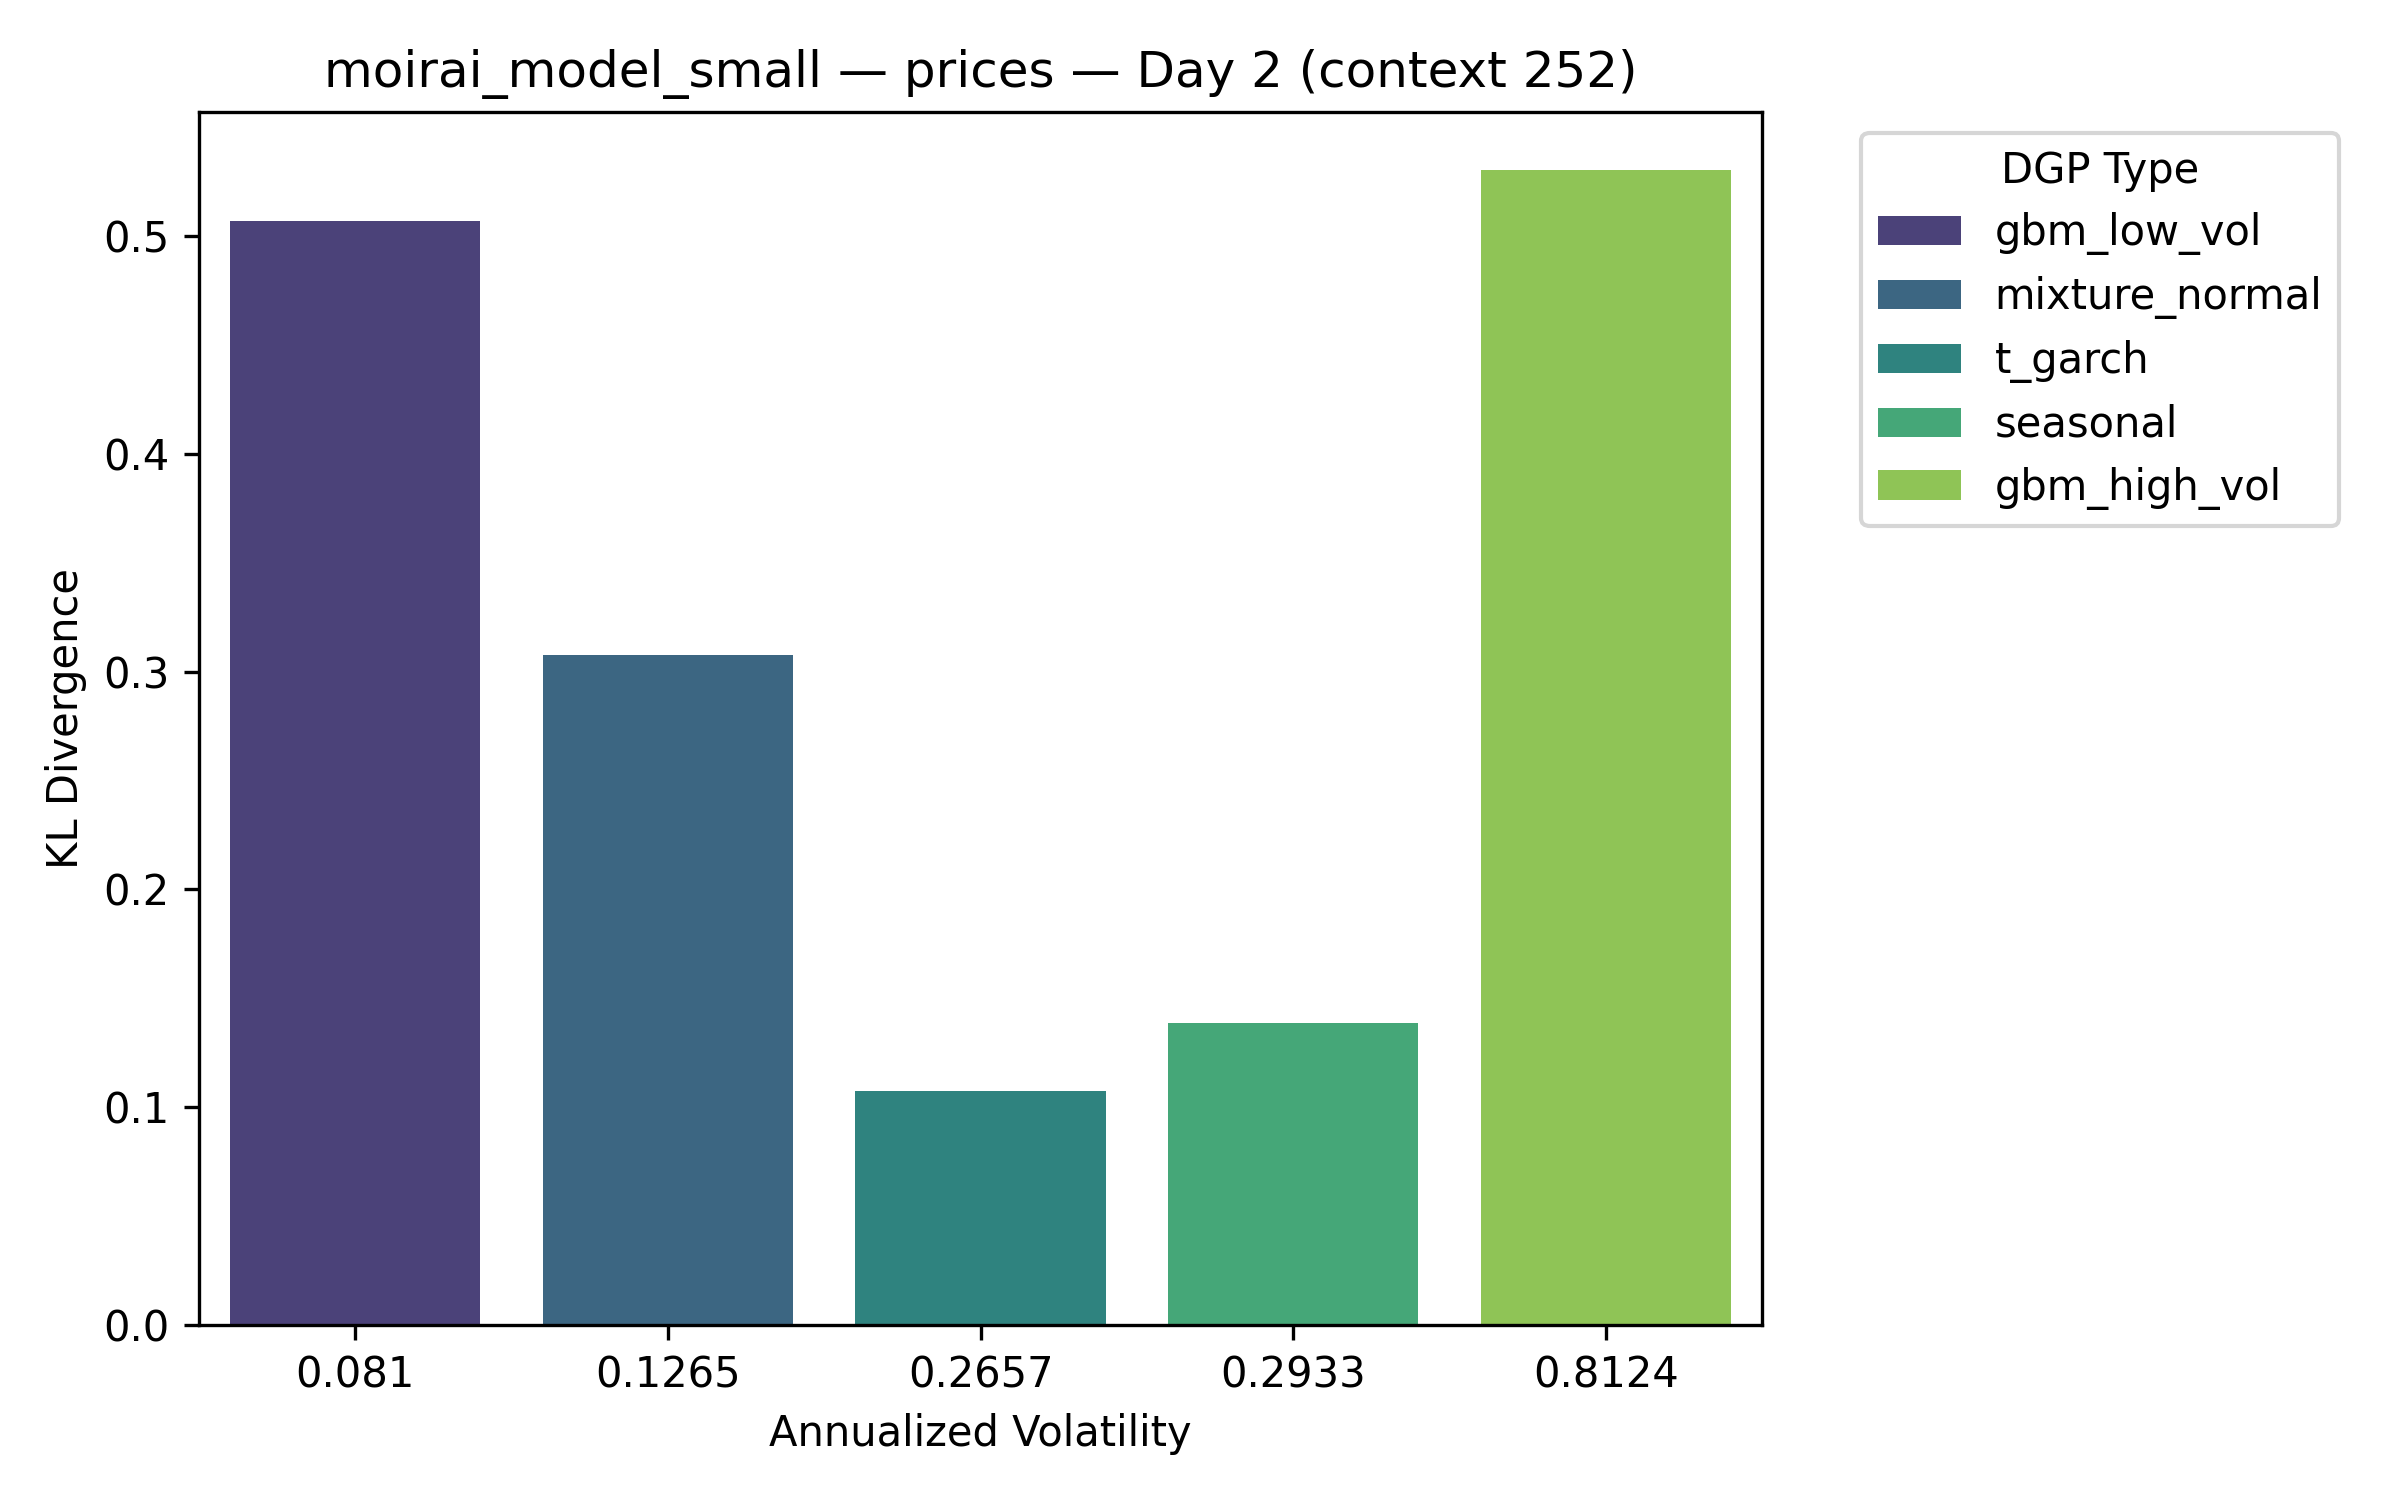 moirai_model_small — prices — Day 2 (context 252)
DGP Type
gbm_low_vol
mixture_normal
t_garch
seasonal
gbm_high_vol
KL Divergence
0.5
0.4
0.3
0.2
0.1
0.0
0.081 0.1265 0.2657 0.2933 0.8124
Annualized Volatility